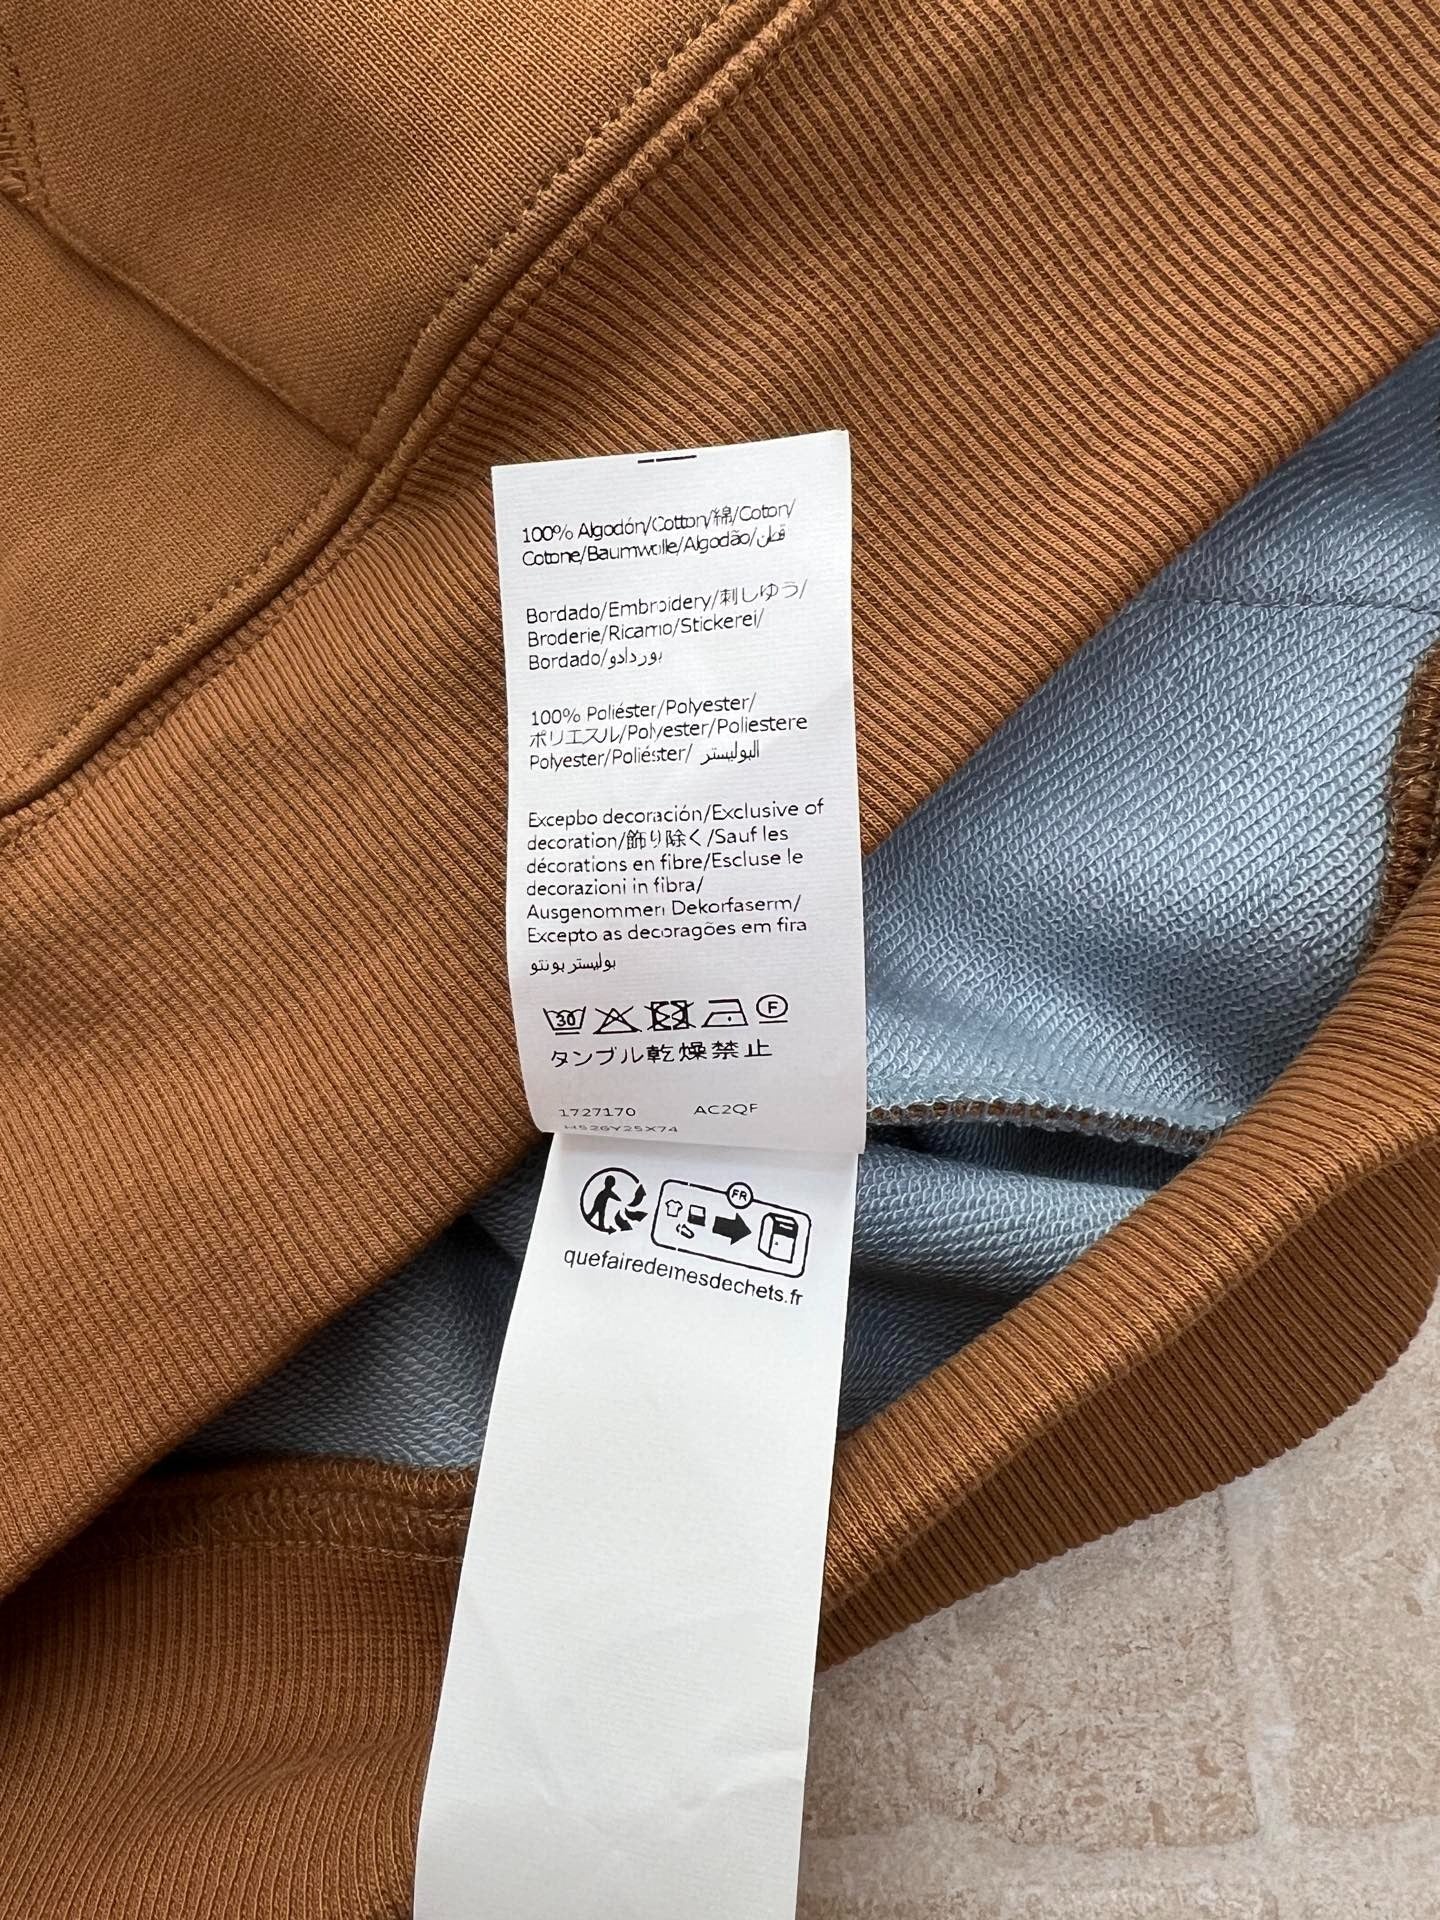 100% Algodón/Cotton/綿/Coton/
Cotone/Baumwolle/Algodão/قطن
Bordado/Embroidery/刺しゆう/
Broderie/Ricamo/Stickerei/
Bordado/بوردادو
100% Poliéster/Polyester/
ポリエスル/Polyester/Poliestere
Polyester/Poliéster/ البوليستر
Excepbo decoración/Exclusive of
decoration/飾り除く/Sauf les
décorations en fibre/Escluse le
decorazioni in fibra/
Ausgenommen Dekorfaserm/
Excepto as decoragões em fira
بوليستر بونتو
30 F
タンブル乾燥禁止
1727170 AC2QF
HS26Y25X74
FR
quefairedemesdechets.fr